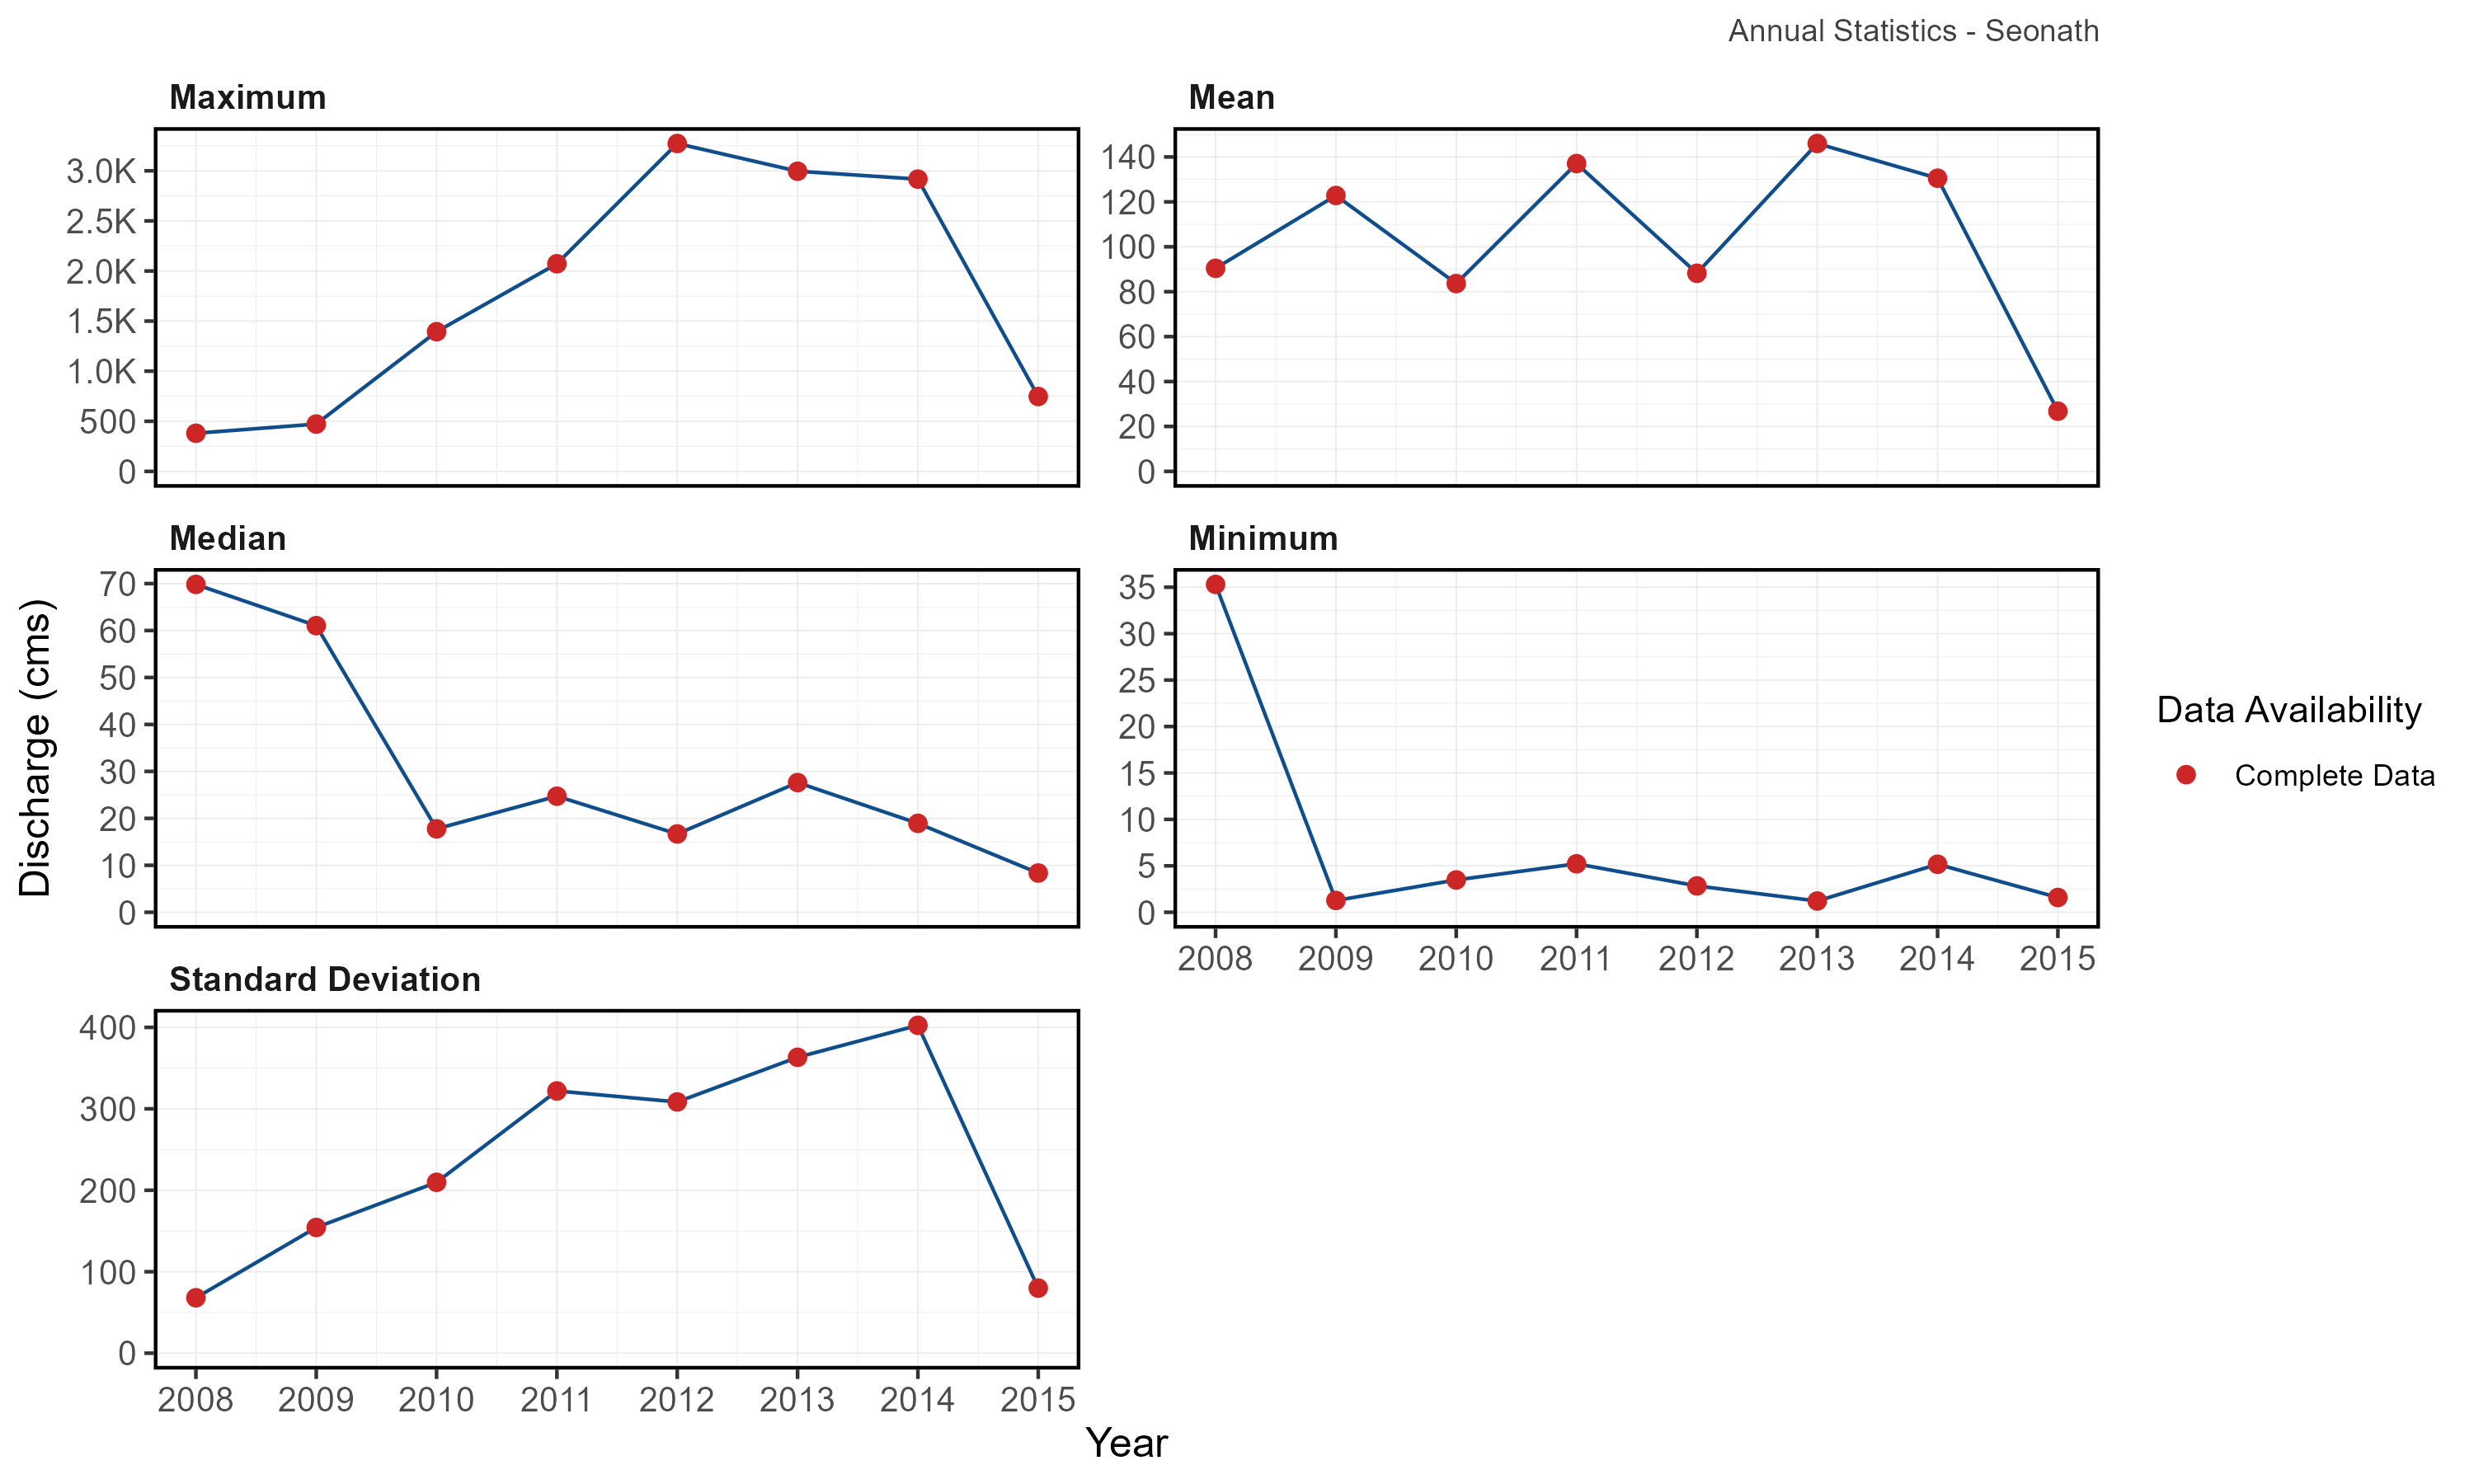 Annual Statistics - Seonath
Maximum
3.0K
2.5K
2.0K
1.5K
1.0K
500
0
Mean
140
120
100
80
60
40
20
0
Discharge (cms)
Median
70
60
50
40
30
20
10
0
Minimum
35
30
25
20
15
10
5
0
2008 2009 2010 2011 2012 2013 2014 2015
Data Availability
Complete Data
Standard Deviation
400
300
200
100
0
2008 2009 2010 2011 2012 2013 2014 2015
Year